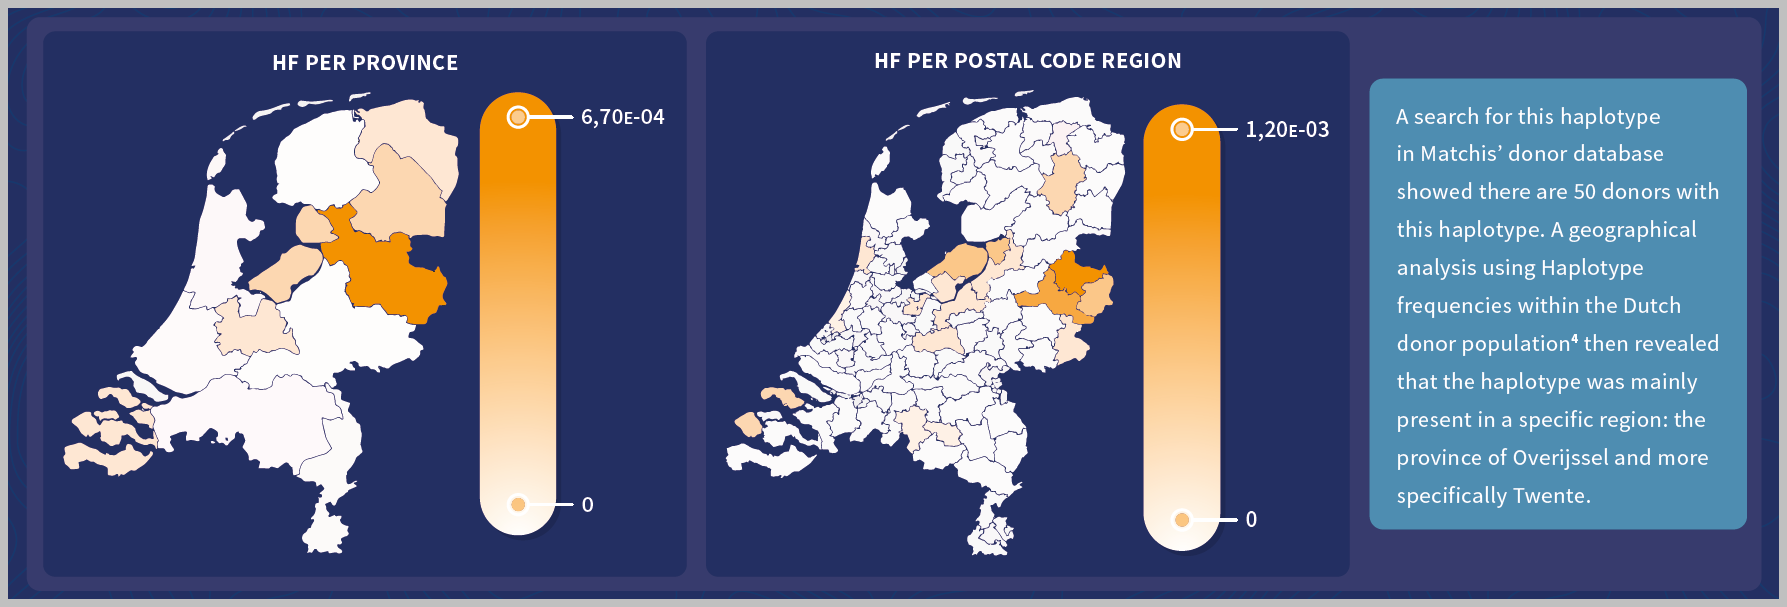 HF PER PROVINCE
6,70E-04
0
HF PER POSTAL CODE REGION
1,20E-03
0
A search for this haplotype
in Matchis’ donor database
showed there are 50 donors with
this haplotype. A geographical
analysis using Haplotype
frequencies within the Dutch
donor population⁴ then revealed
that the haplotype was mainly
present in a specific region: the
province of Overijssel and more
specifically Twente.